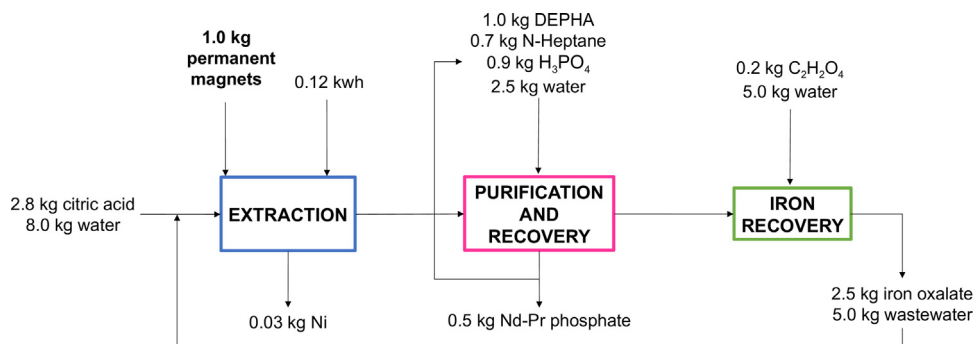 1.0 kg
permanent
magnets
0.12 kwh
2.8 kg citric acid
8.0 kg water
EXTRACTION
0.03 kg Ni
1.0 kg DEPHA
0.7 kg N-Heptane
0.9 kg H₃PO₄
2.5 kg water
PURIFICATION
AND
RECOVERY
0.5 kg Nd-Pr phosphate
0.2 kg C₂H₂O₄
5.0 kg water
IRON
RECOVERY
2.5 kg iron oxalate
5.0 kg wastewater